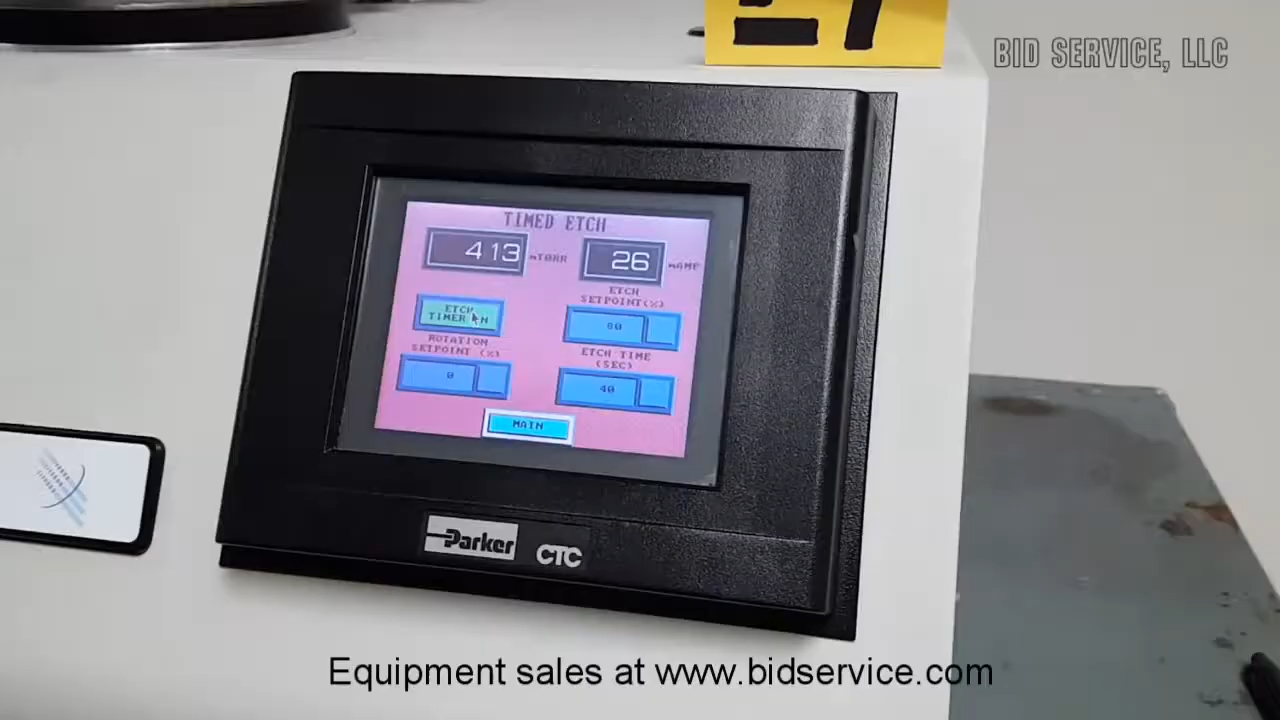 BID SERVICE, LLC
TIMED ETCH
413 mTORR
26 mAMP
ETCH
SETPOINT(%)
80
ETCH
TIMER
ROTATION
SETPOINT (%)
0
ETCH TIME
(SEC)
40
MAIN
Parker CTC
Equipment sales at www.bidservice.com